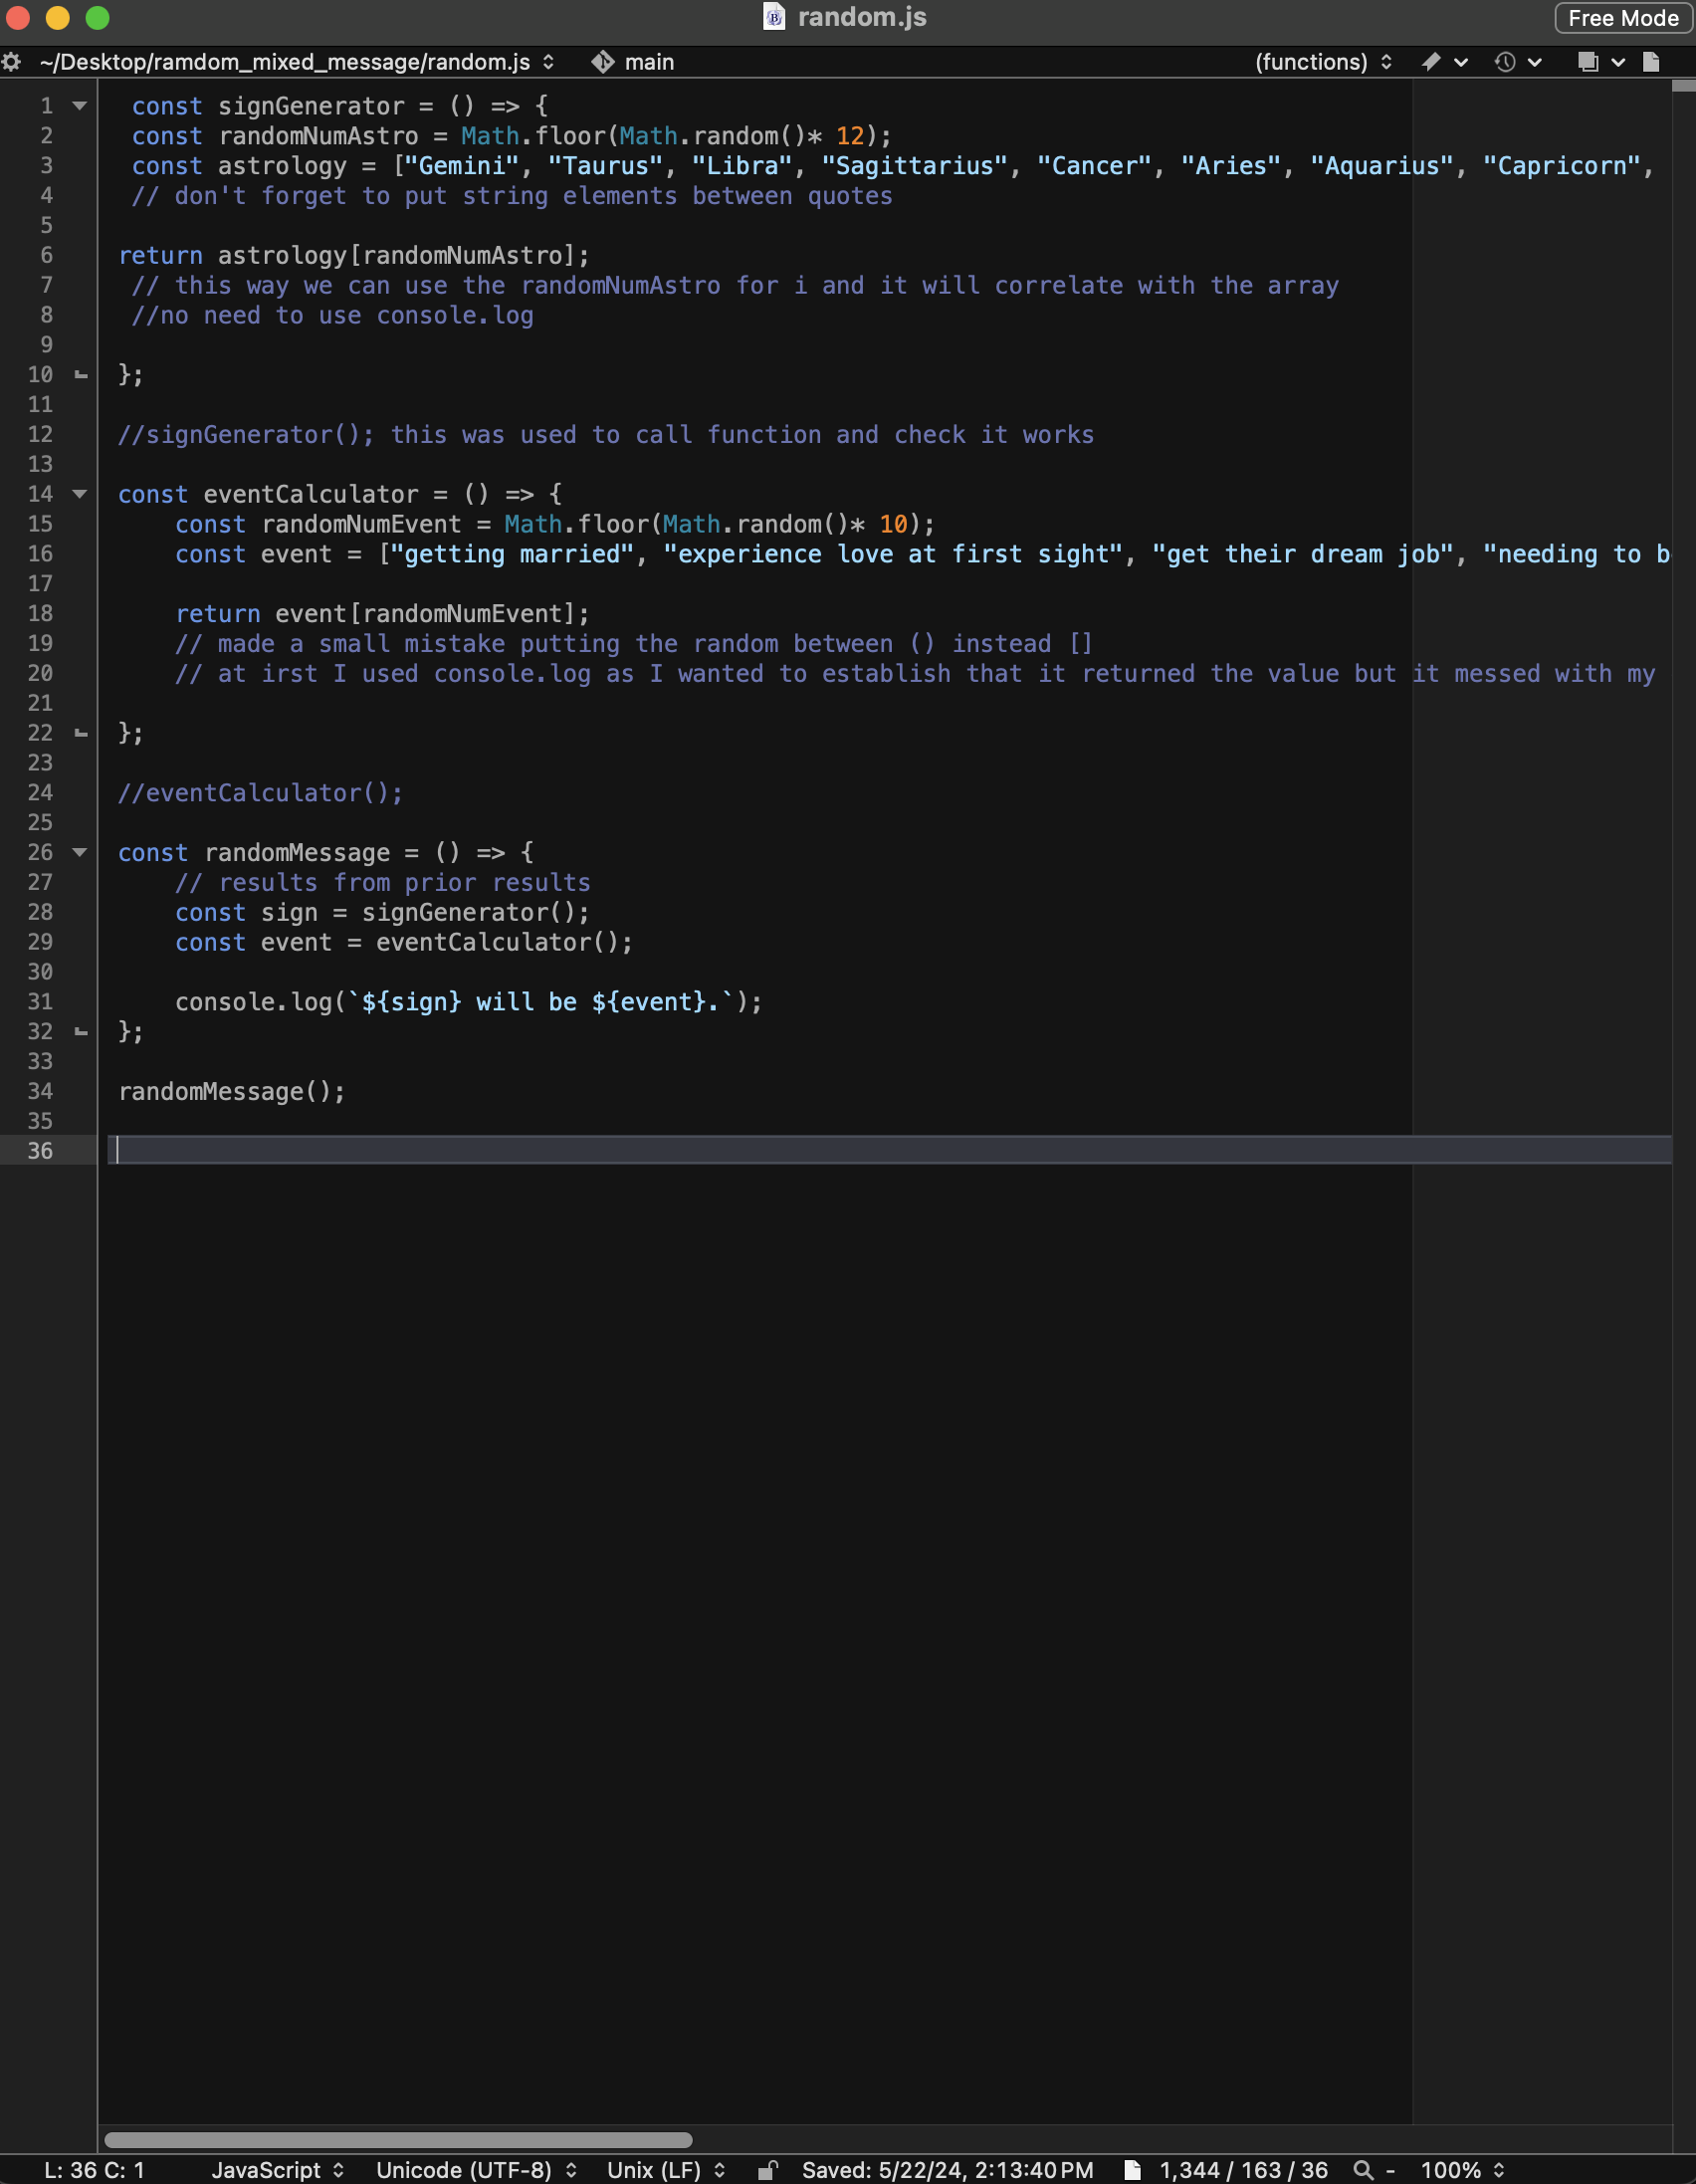 random.js
Free Mode
~/Desktop/ramdom_mixed_message/random.js main (functions)
1 const signGenerator = () => {
2 const randomNumAstro = Math.floor(Math.random()* 12);
3 const astrology = ["Gemini", "Taurus", "Libra", "Sagittarius", "Cancer", "Aries", "Aquarius", "Capricorn",
4 // don't forget to put string elements between quotes
5
6 return astrology[randomNumAstro];
7 // this way we can use the randomNumAstro for i and it will correlate with the array
8 //no need to use console.log
9
10 };
11
12 //signGenerator(); this was used to call function and check it works
13
14 const eventCalculator = () => {
15 const randomNumEvent = Math.floor(Math.random()* 10);
16 const event = ["getting married", "experience love at first sight", "get their dream job", "needing to b
17
18 return event[randomNumEvent];
19 // made a small mistake putting the random between () instead []
20 // at irst I used console.log as I wanted to establish that it returned the value but it messed with my
21
22 };
23
24 //eventCalculator();
25
26 const randomMessage = () => {
27 // results from prior results
28 const sign = signGenerator();
29 const event = eventCalculator();
30
31 console.log(`${sign} will be ${event}.`);
32 };
33
34 randomMessage();
35
36
L: 36 C: 1 JavaScript Unicode (UTF-8) Unix (LF) Saved: 5/22/24, 2:13:40 PM 1,344 / 163 / 36 - 100%